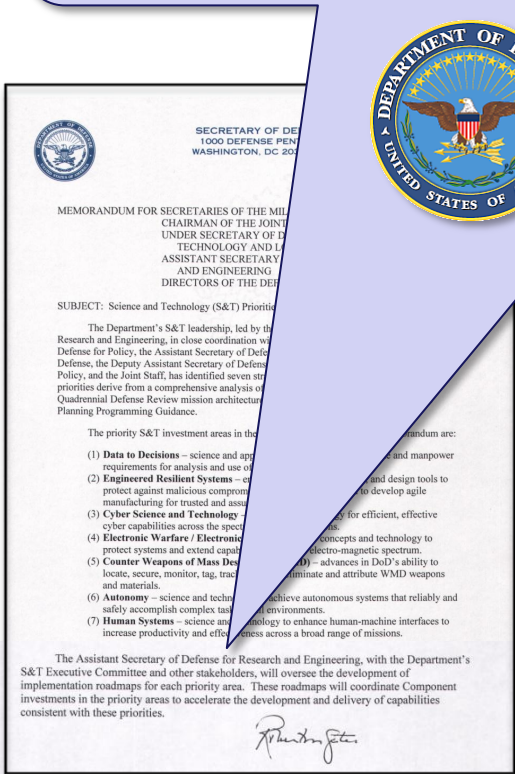 DEPARTMENT OF
UNITED STATES OF
SECRETARY OF DE
1000 DEFENSE PEN
WASHINGTON, DC 203
MEMORANDUM FOR SECRETARIES OF THE MIL
CHAIRMAN OF THE JOINT
UNDER SECRETARY OF D
TECHNOLOGY AND L
ASSISTANT SECRETARY
AND ENGINEERING
DIRECTORS OF THE DEF
SUBJECT: Science and Technology (S&T) Prioritie
The Department's S&T leadership, led by th
Research and Engineering, in close coordination wi
Defense for Policy, the Assistant Secretary of Defe
Defense, the Deputy Assistant Secretary of Defens
Policy, and the Joint Staff, has identified seven str
priorities derive from a comprehensive analysis of
Quadrennial Defense Review mission architecture
Planning Programming Guidance.
The priority S&T investment areas in the randum are:
(1) Data to Decisions – science and app and manpower
requirements for analysis and use of
(2) Engineered Resilient Systems – e and design tools to
protect against malicious comprom to develop agile
manufacturing for trusted and assu
(3) Cyber Science and Technology – y for efficient, effective
cyber capabilities across the spect ns.
(4) Electronic Warfare / Electronic concepts and technology to
protect systems and extend capab electro-magnetic spectrum.
(5) Counter Weapons of Mass Des D) – advances in DoD's ability to
locate, secure, monitor, tag, trac iminate and attribute WMD weapons
and materials.
(6) Autonomy – science and techn achieve autonomous systems that reliably and
safely accomplish complex task environments.
(7) Human Systems – science and nology to enhance human-machine interfaces to
increase productivity and effec eness across a broad range of missions.
The Assistant Secretary of Defense for Research and Engineering, with the Department's
S&T Executive Committee and other stakeholders, will oversee the development of
implementation roadmaps for each priority area. These roadmaps will coordinate Component
investments in the priority areas to accelerate the development and delivery of capabilities
consistent with these priorities.